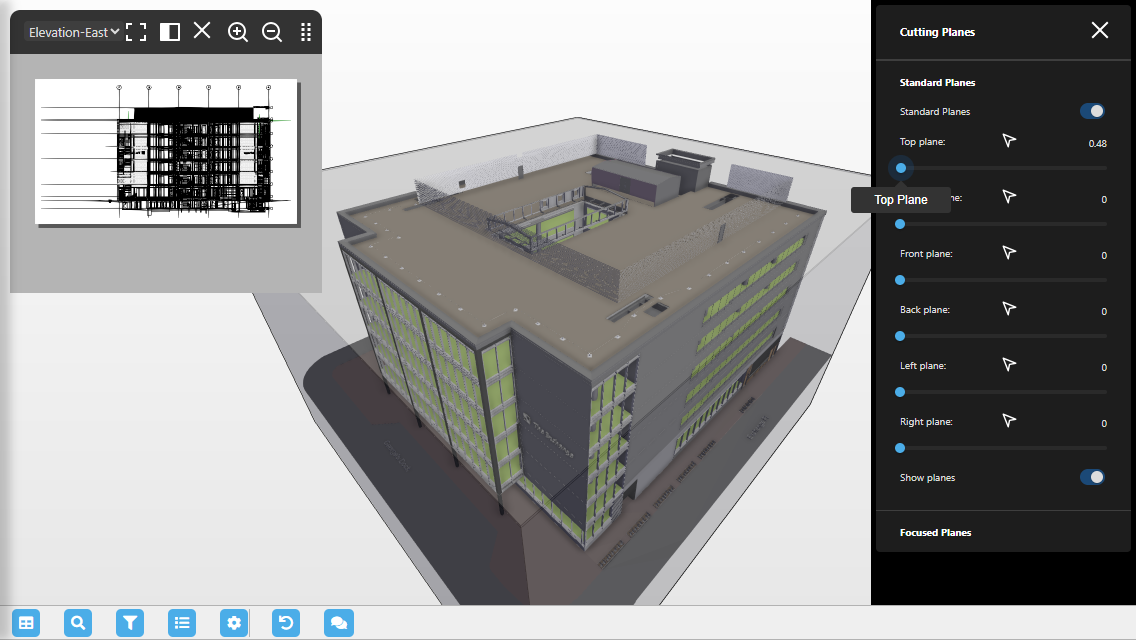 Elevation-East
Cutting Planes
Standard Planes
Standard Planes
Top plane:
0.48
Top Plane
ne:
0
Front plane:
0
Back plane:
0
Left plane:
0
Right plane:
0
Show planes
Focused Planes